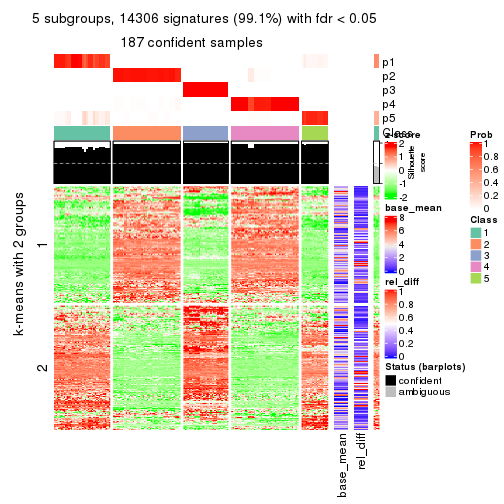 5 subgroups, 14306 signatures (99.1%) with fdr < 0.05
187 confident samples
p1
p2
p3
p4
p5
Class
1
2
k-means with 2 groups
Silhouette
score
base_mean
rel_diff
z-score
2
1
0
-1
-2
base_mean
8
6
4
2
0
rel_diff
1
0.8
0.6
0.4
0.2
0
Status (barplots)
confident
ambiguous
Prob
1
0.8
0.6
0.4
0.2
0
Class
1
2
3
4
5